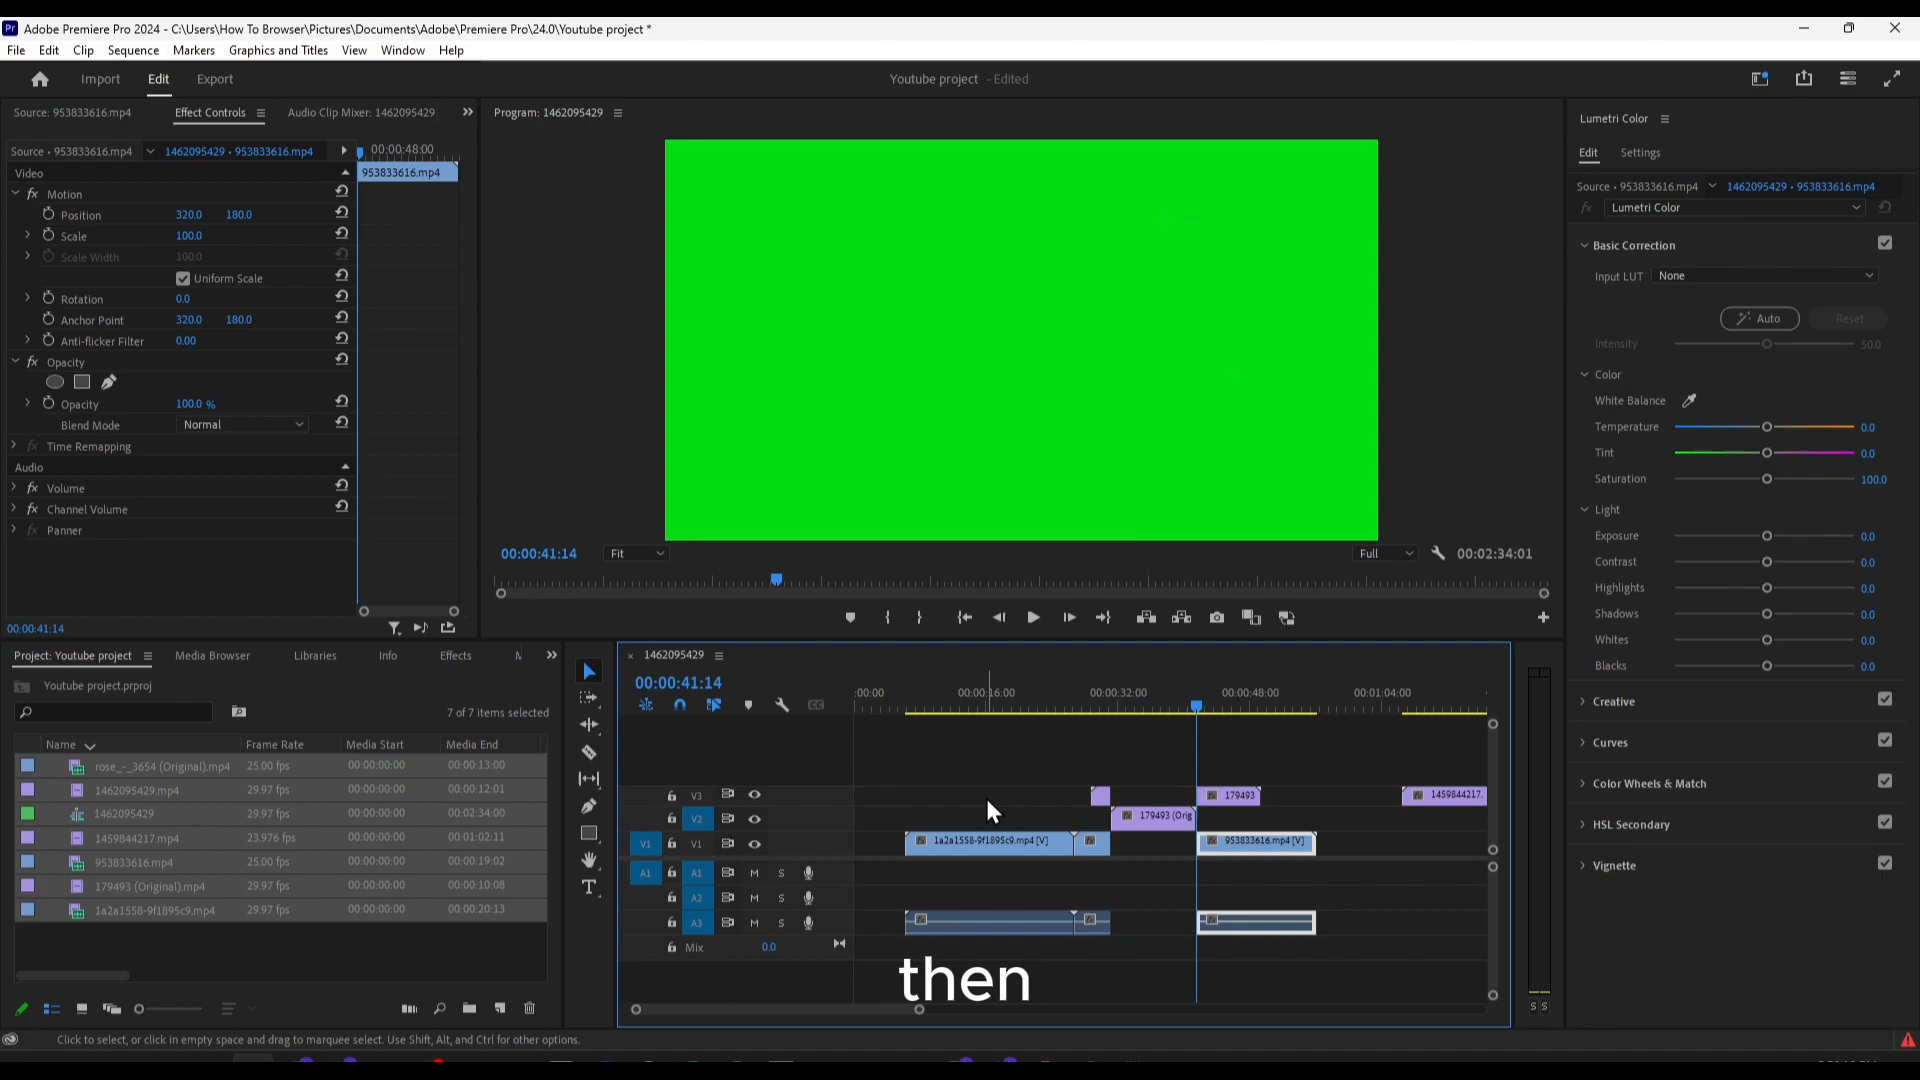 Pr Adobe Premiere Pro 2024 - C:\Users\How To Browser\Pictures\Documents\Adobe\Premiere Pro\24.0\Youtube project *
File Edit Clip Sequence Markers Graphics and Titles View Window Help
Import Edit Export Youtube project - Edited
Source: 953833616.mp4 Effect Controls Audio Clip Mixer: 1462095429
Program: 1462095429
Lumetri Color
Edit Settings
Source • 953833616.mp4 1462095429 • 953833616.mp4 00:00:48:00
Video 953833616.mp4
fx Motion
Position 320.0 180.0
Scale 100.0
Scale Width 100.0
Uniform Scale
Rotation 0.0
Anchor Point 320.0 180.0
Anti-flicker Filter 0.00
fx Opacity
Opacity 100.0 %
Blend Mode Normal
fx Time Remapping
Audio
fx Volume
fx Channel Volume
fx Panner
00:00:41:14
00:00:41:14 Fit Full 00:02:34:01
Source • 953833616.mp4 1462095429 • 953833616.mp4
fx Lumetri Color
Basic Correction
Input LUT None
Auto Reset
Intensity 50.0
Color
White Balance
Temperature 0.0
Tint 0.0
Saturation 100.0
Light
Exposure 0.0
Contrast 0.0
Highlights 0.0
Shadows 0.0
Whites 0.0
Blacks 0.0
Creative
Curves
Color Wheels & Match
HSL Secondary
Vignette
Project: Youtube project Media Browser Libraries Info Effects
Youtube project.prproj
7 of 7 items selected
Name Frame Rate Media Start Media End
rose_-_3654 (Original).mp4 25.00 fps 00:00:00:00 00:00:13:00
1462095429.mp4 29.97 fps 00:00:00:00 00:00:12:01
1462095429 29.97 fps 00:00:00:00 00:02:34:00
1459844217.mp4 23.976 fps 00:00:00:00 00:01:02:11
953833616.mp4 25.00 fps 00:00:00:00 00:00:19:02
179493 (Original).mp4 29.97 fps 00:00:00:00 00:00:10:08
1a2a1558-9f1895c9.mp4 29.97 fps 00:00:00:00 00:00:20:13
1462095429
00:00:41:14
:00:00 00:00:16:00 00:00:32:00 00:00:48:00 00:01:04:00
V3 179493 1459844217.
V2 179493 (Orig
V1 V1 1a2a1558-9f1895c9.mp4 [V] 953833616.mp4 [V]
A1 A1 M S
A2 M S
A3 M S
Mix 0.0
then
S S
Click to select, or click in empty space and drag to marquee select. Use Shift, Alt, and Ctrl for other options.